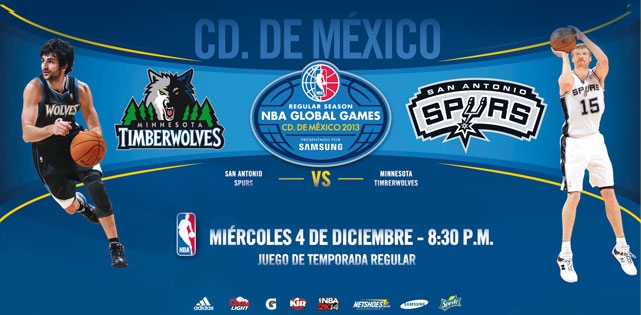 CD. DE MÉXICO
WOLVES
MINNESOTA
TIMBERWOLVES
NBA
REGULAR SEASON
NBA GLOBAL GAMES
CD. DE MÉXICO 2013
PRESENTADO POR
SAMSUNG
SAN ANTONIO
SPURS
SPURS
15
SAN ANTONIO
SPURS
VS
MINNESOTA
TIMBERWOLVES
NBA
MIÉRCOLES 4 DE DICIEMBRE - 8:30 P.M.
JUEGO DE TEMPORADA REGULAR
adidas LIGHT G KIR NBA 2K14 NETSHOES SAMSUNG Sprite